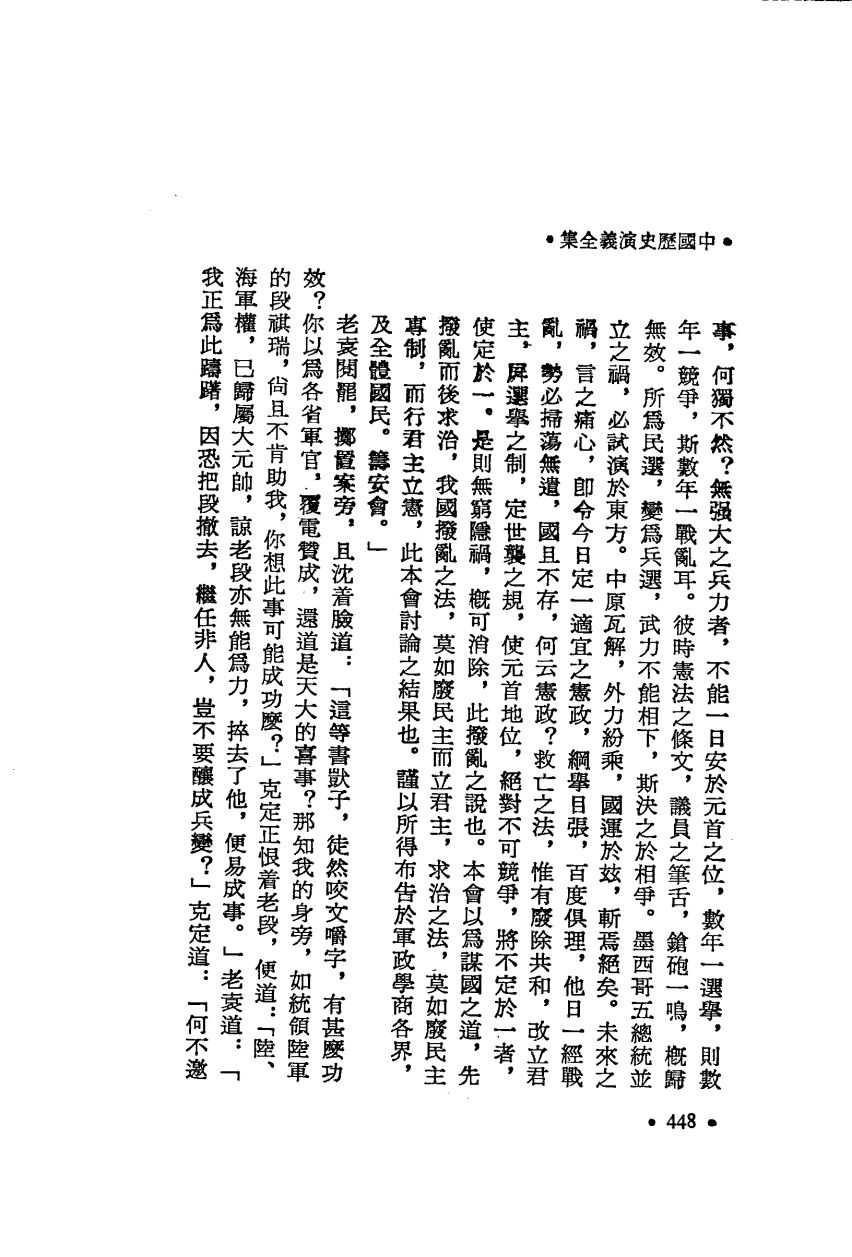 •中國歷史演義全集•
事，何獨不然？無强大之兵力者，不能一日安於元首之位，數年一選舉，則數
年一競爭，斯數年一戰亂耳。彼時憲法之條文，議員之筆舌，鎗砲一鳴，概歸
無效。所爲民選，變爲兵選，武力不能相下，斯決之於相爭。墨西哥五總統並
立之禍，必試演於東方。中原瓦解，外力紛乘，國運於兹，斬焉絕矣。未來之
禍，言之痛心，卽令今日定一適宜之憲政，綱舉目張，百度俱理，他日一經戰
亂，勢必掃蕩無遺，國且不存，何云憲政？救亡之法，惟有廢除共和，改立君
主，屏選舉之制，定世襲之規，使元首地位，絕對不可競爭，將不定於一者，
使定於一。是則無窮隱禍，概可消除，此撥亂之說也。本會以爲謀國之道，先
撥亂而後求治，我國撥亂之法，莫如廢民主而立君主，求治之法，莫如廢民主
專制，而行君主立憲，此本會討論之結果也。謹以所得布告於軍政學商各界，
及全體國民。籌安會。」
老袁閱罷，擲置案旁，且沈着臉道：「這等書獃子，徒然咬文嚼字，有甚麼功
效？你以爲各省軍官，覆電贊成，還道是天大的喜事？那知我的身旁，如統領陸軍
的段祺瑞，尙且不肯助我，你想此事可能成功麼？」克定正恨着老段，便道：「陸、
海軍權，已歸屬大元帥，諒老段亦無能爲力，捽去了他，便易成事。」老袁道：「
我正爲此躊躇，因恐把段撤去，繼任非人，豈不要釀成兵變？」克定道：「何不邀
•448•